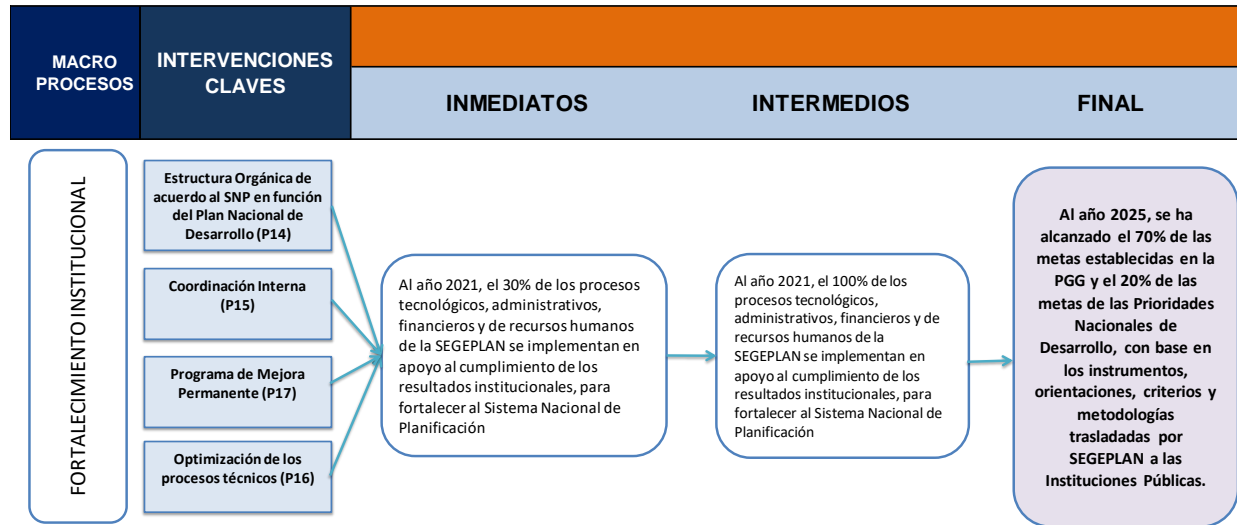 MACRO
PROCESOS
INTERVENCIONES
CLAVES
INMEDIATOS
INTERMEDIOS
FINAL
FORTALECIMIENTO INSTITUCIONAL
Estructura Orgánica de
acuerdo al SNP en función
del Plan Nacional de
Desarrollo (P14)
Coordinación Interna
(P15)
Programa de Mejora
Permanente (P17)
Optimización de los
procesos técnicos (P16)
Al año 2021, el 30% de los procesos
tecnológicos, administrativos,
financieros y de recursos humanos
de la SEGEPLAN se implementan en
apoyo al cumplimiento de los
resultados institucionales, para
fortalecer al Sistema Nacional de
Planificación
Al año 2021, el 100% de los
procesos tecnológicos,
administrativos, financieros y de
recursos humanos de la
SEGEPLAN se implementan en
apoyo al cumplimiento de los
resultados institucionales, para
fortalecer al Sistema Nacional de
Planificación
Al año 2025, se ha
alcanzado el 70% de las
metas establecidas en la
PGG y el 20% de las
metas de las Prioridades
Nacionales de
Desarrollo, con base en
los instrumentos,
orientaciones, criterios y
metodologías
trasladadas por
SEGEPLAN a las
Instituciones Públicas.